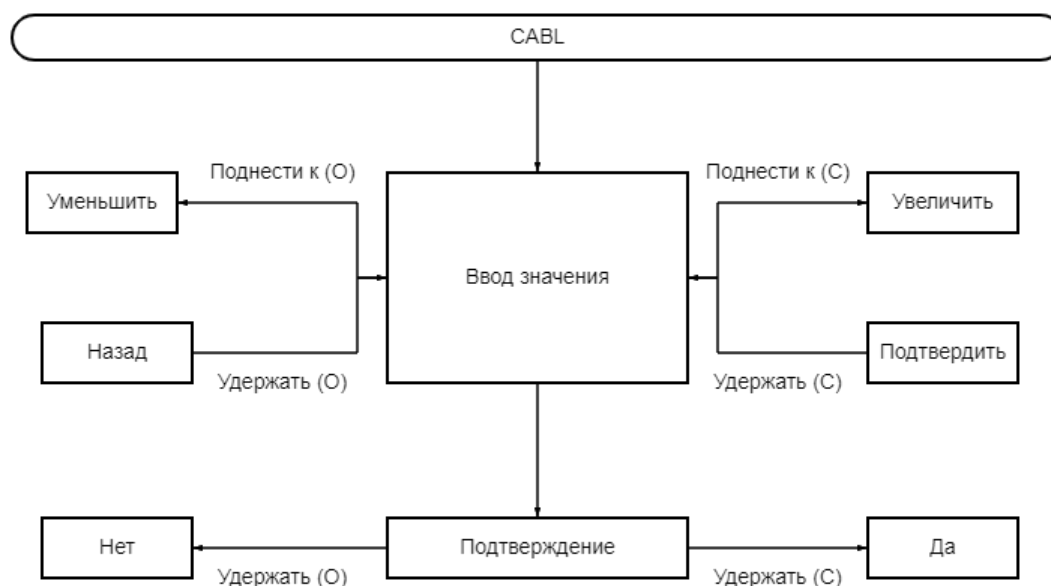 CABL
Поднести к (О)
Поднести к (С)
Уменьшить
Увеличить
Ввод значения
Назад
Подтвердить
Удержать (О)
Удержать (С)
Нет
Подтверждение
Да
Удержать (О)
Удержать (С)